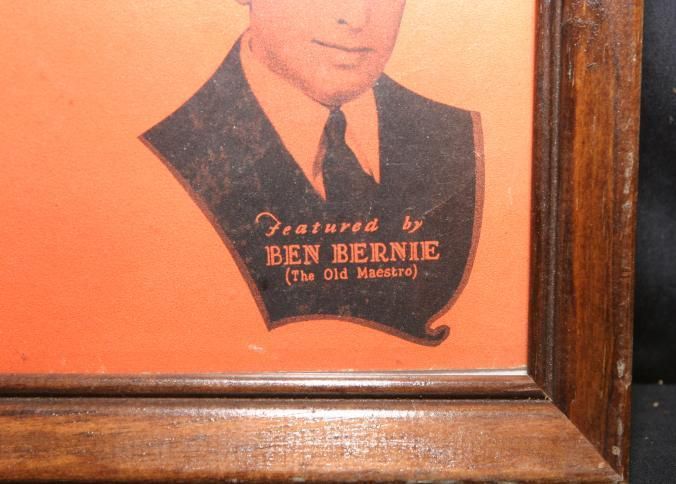 Featured by
BEN BERNIE
(The Old Maestro)